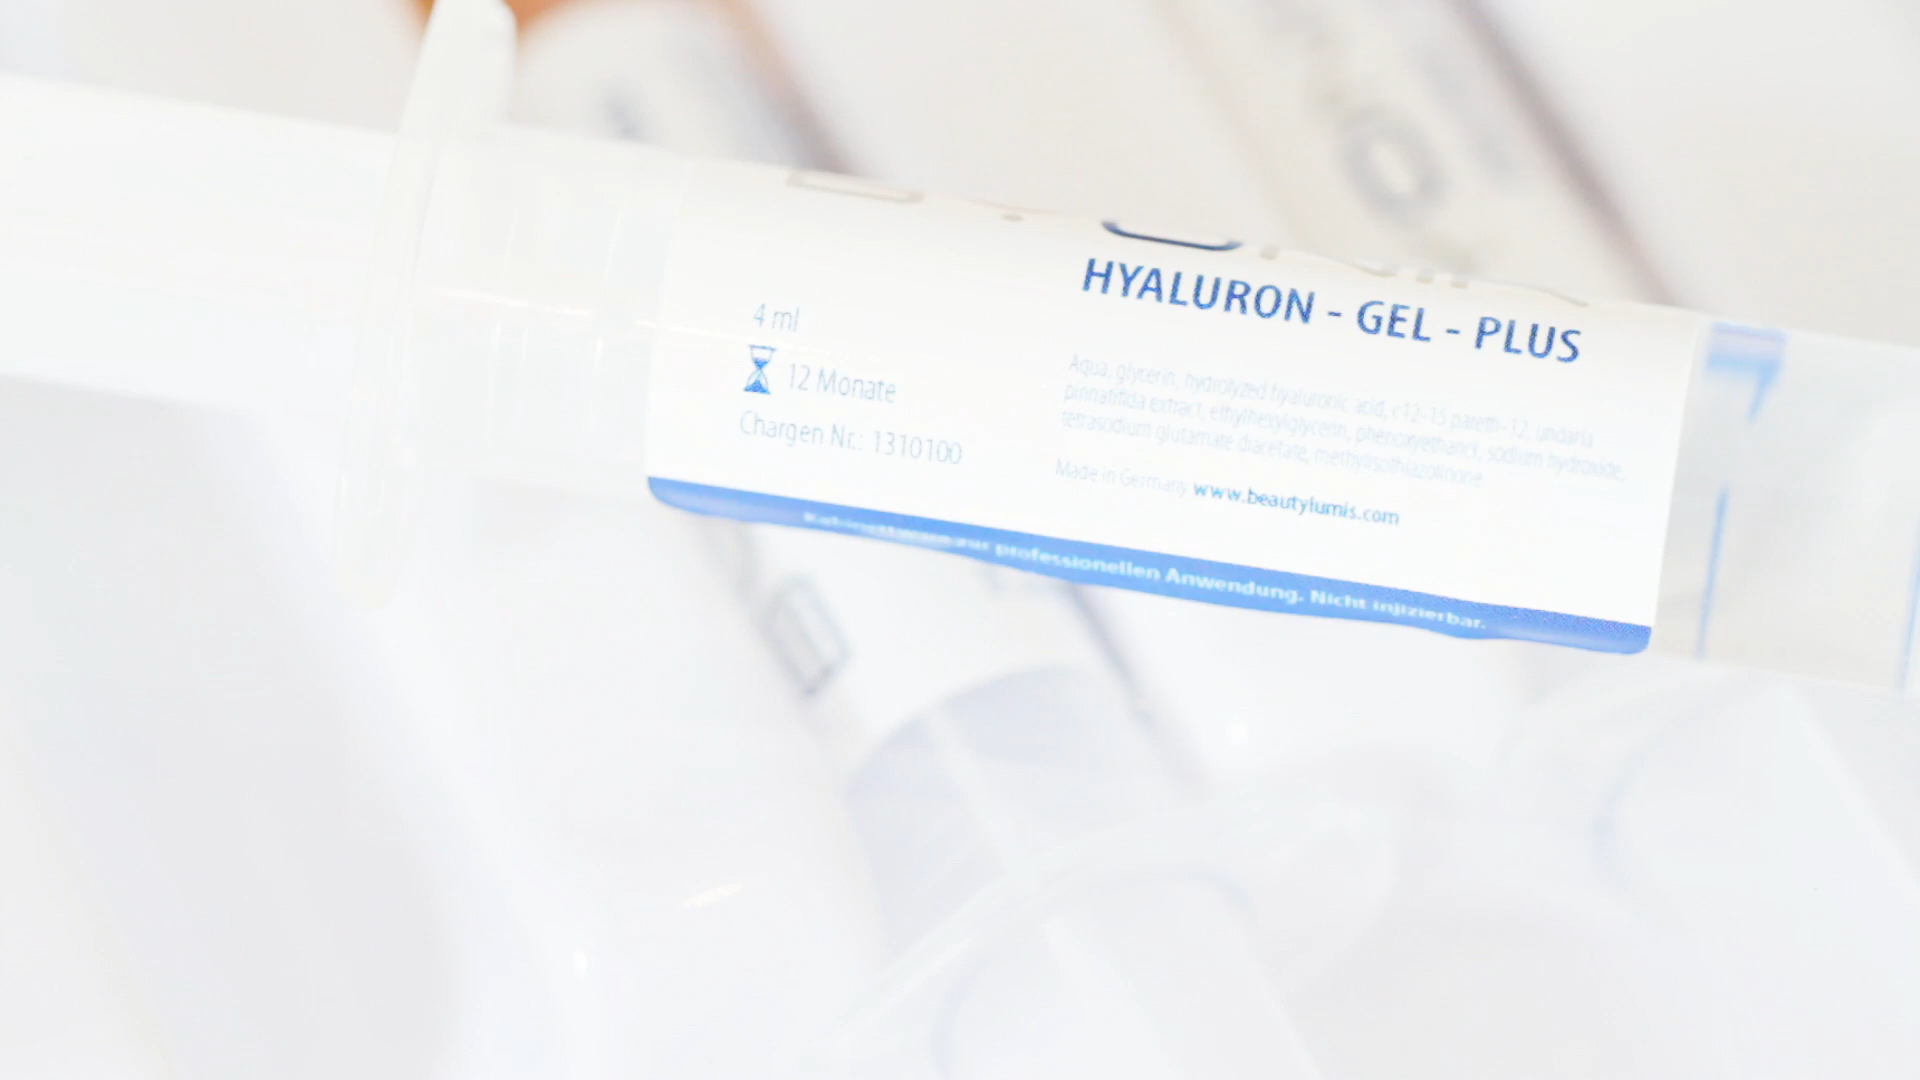 HYALURON - GEL - PLUS
4 ml
12 Monate
Chargen Nr.: 1310100
Aqua, glycerin, hydrolyzed hyaluronic acid, c12-15 pareth-12, undaria
pinnatifida extract, ethylhexylglycerin, phenoxyethanol, sodium hydroxide,
tetrasodium glutamate diacetate, methylisothiazolinone
Made in Germany www.beautylumis.com
Kabinettware zur professionellen Anwendung. Nicht injizierbar.